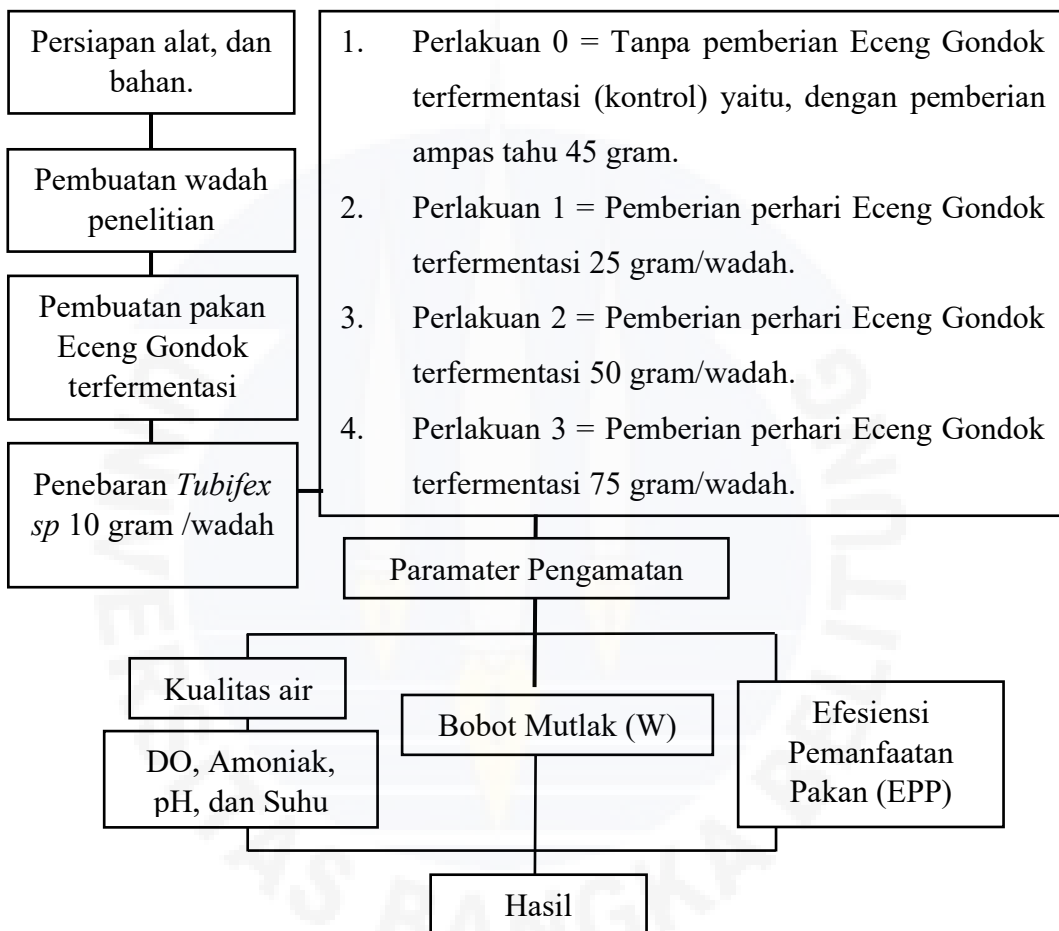 Persiapan alat, dan
bahan.
Pembuatan wadah
penelitian
Pembuatan pakan
Eceng Gondok
terfermentasi
Penebaran Tubifex
sp 10 gram /wadah
1. Perlakuan 0 = Tanpa pemberian Eceng Gondok
terfermentasi (kontrol) yaitu, dengan pemberian
ampas tahu 45 gram.
2. Perlakuan 1 = Pemberian perhari Eceng Gondok
terfermentasi 25 gram/wadah.
3. Perlakuan 2 = Pemberian perhari Eceng Gondok
terfermentasi 50 gram/wadah.
4. Perlakuan 3 = Pemberian perhari Eceng Gondok
terfermentasi 75 gram/wadah.
Paramater Pengamatan
Kualitas air
DO, Amoniak,
pH, dan Suhu
Bobot Mutlak (W)
Efesiensi
Pemanfaatan
Pakan (EPP)
Hasil
UNIVERSITAS BANGKA BELITUNG